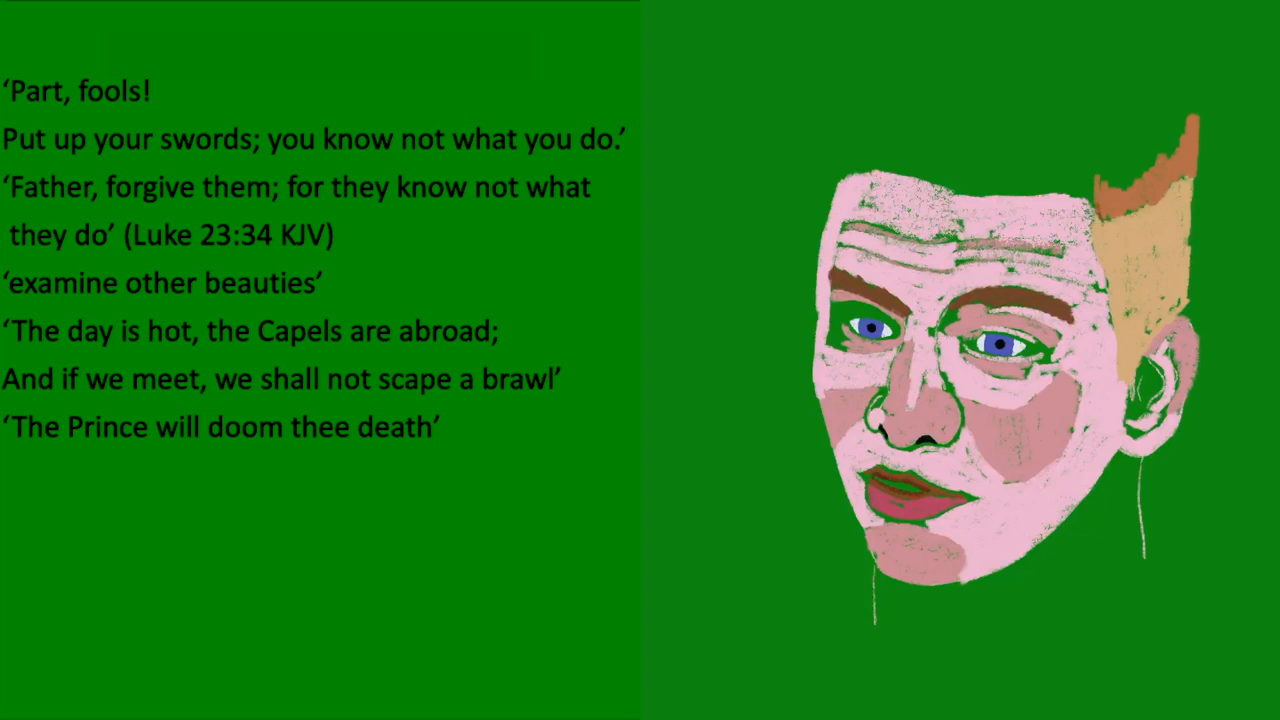 ‘Part, fools!
Put up your swords; you know not what you do.’
‘Father, forgive them; for they know not what
they do’ (Luke 23:34 KJV)
‘examine other beauties’
‘The day is hot, the Capels are abroad;
And if we meet, we shall not scape a brawl’
‘The Prince will doom thee death’